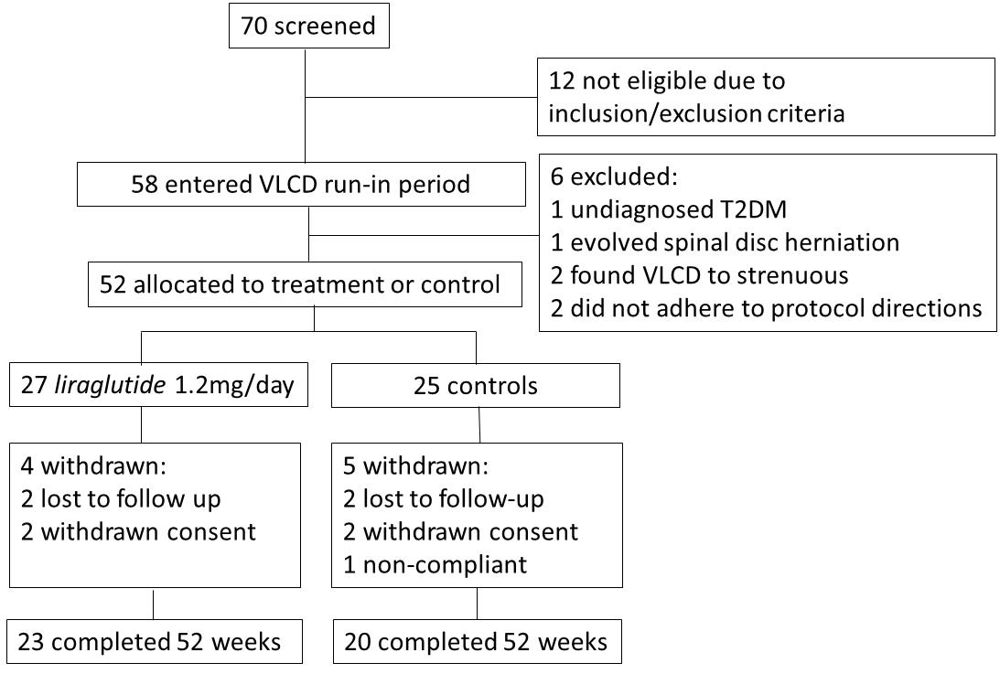 70 screened
12 not eligible due to
inclusion/exclusion criteria
58 entered VLCD run-in period
6 excluded:
1 undiagnosed T2DM
1 evolved spinal disc herniation
2 found VLCD to strenuous
2 did not adhere to protocol directions
52 allocated to treatment or control
27 liraglutide 1.2mg/day
25 controls
4 withdrawn:
2 lost to follow up
2 withdrawn consent
5 withdrawn:
2 lost to follow-up
2 withdrawn consent
1 non-compliant
23 completed 52 weeks
20 completed 52 weeks